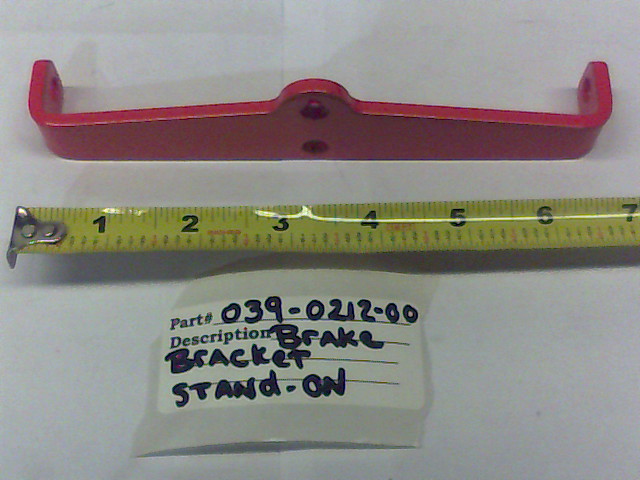 1 2 3 4 5 6 7
Part# 039-0212-00
Description Brake
Bracket
Stand-on